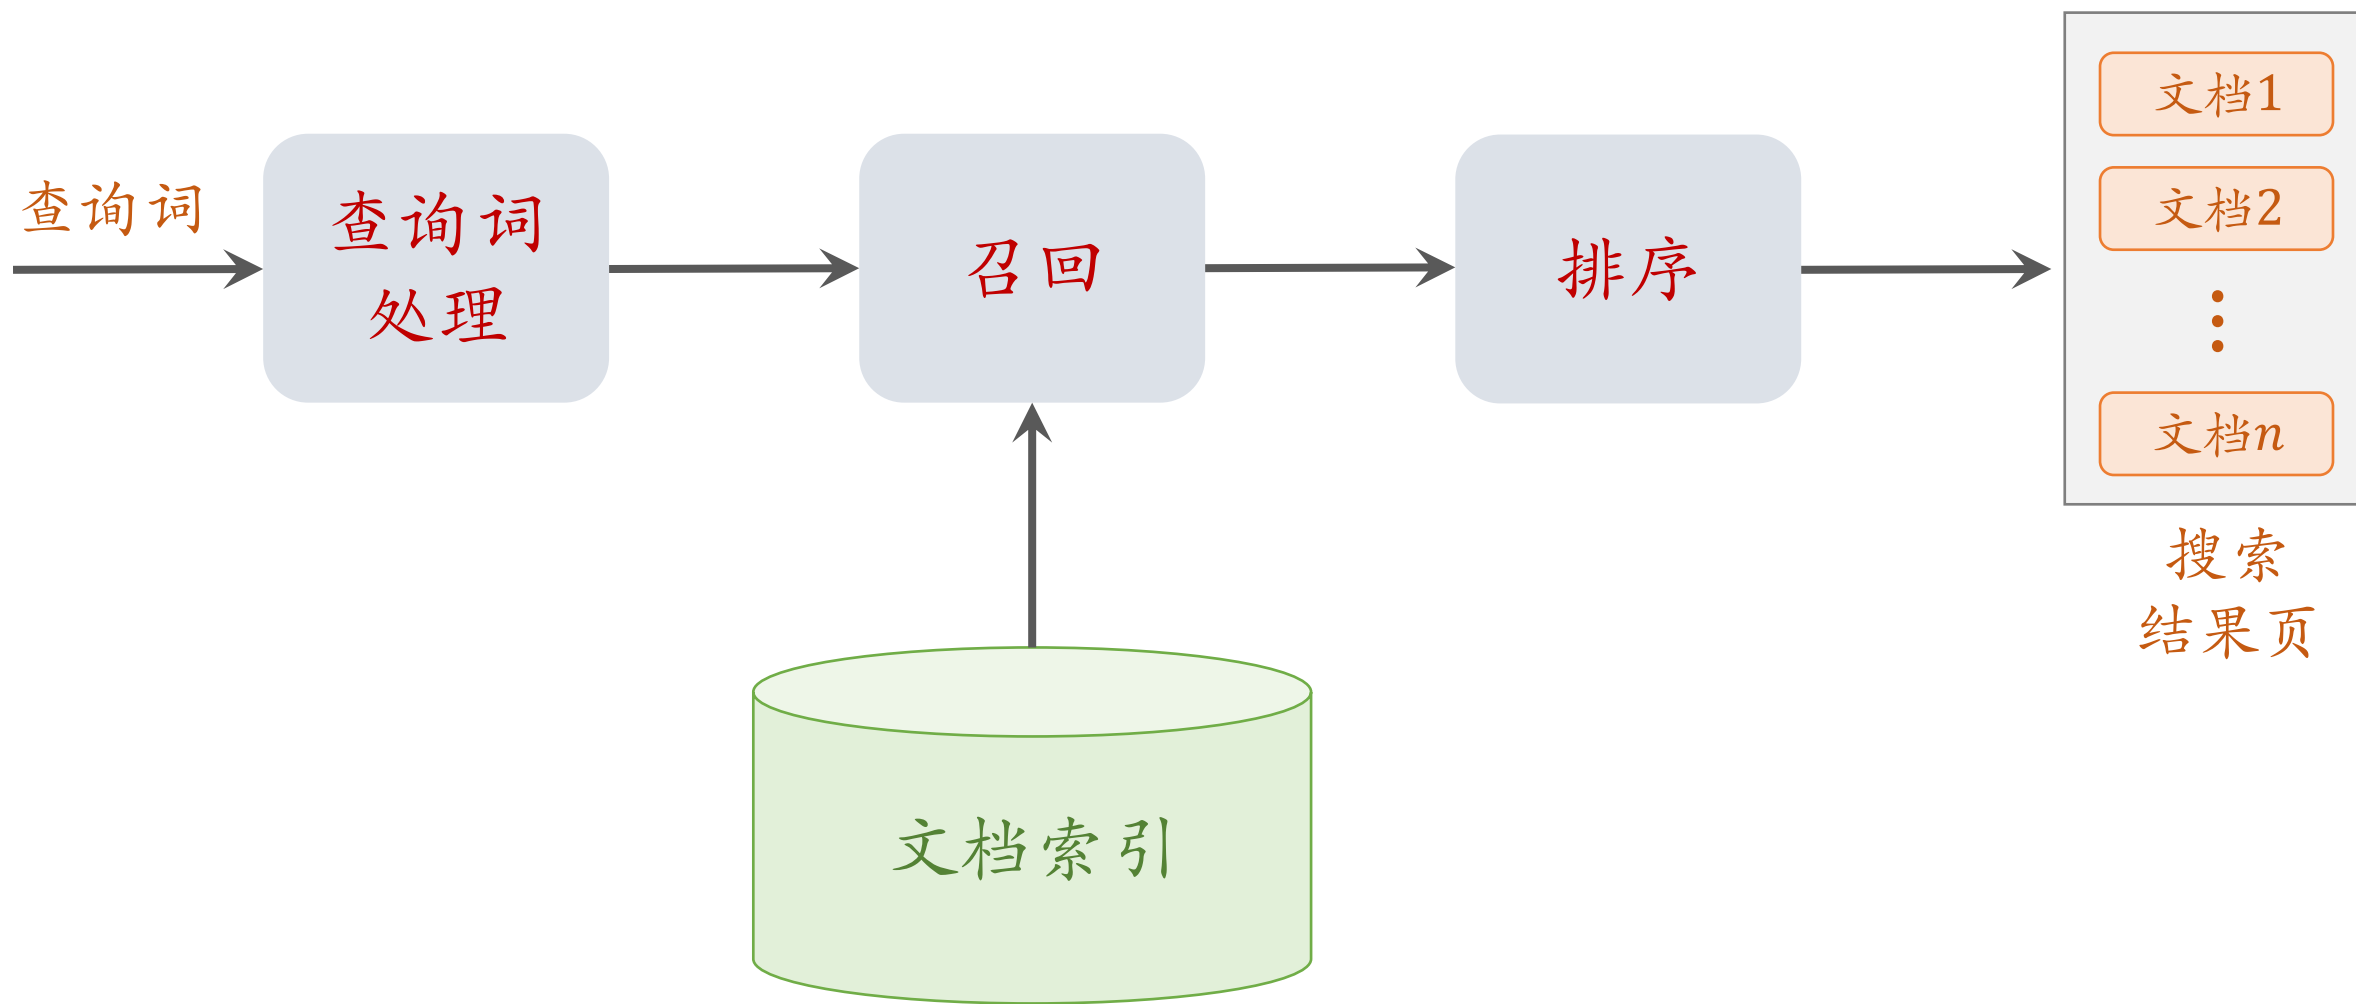 查询词
查询词
处理
召回
排序
文档1
文档2
文档n
搜索
结果页
文档索引